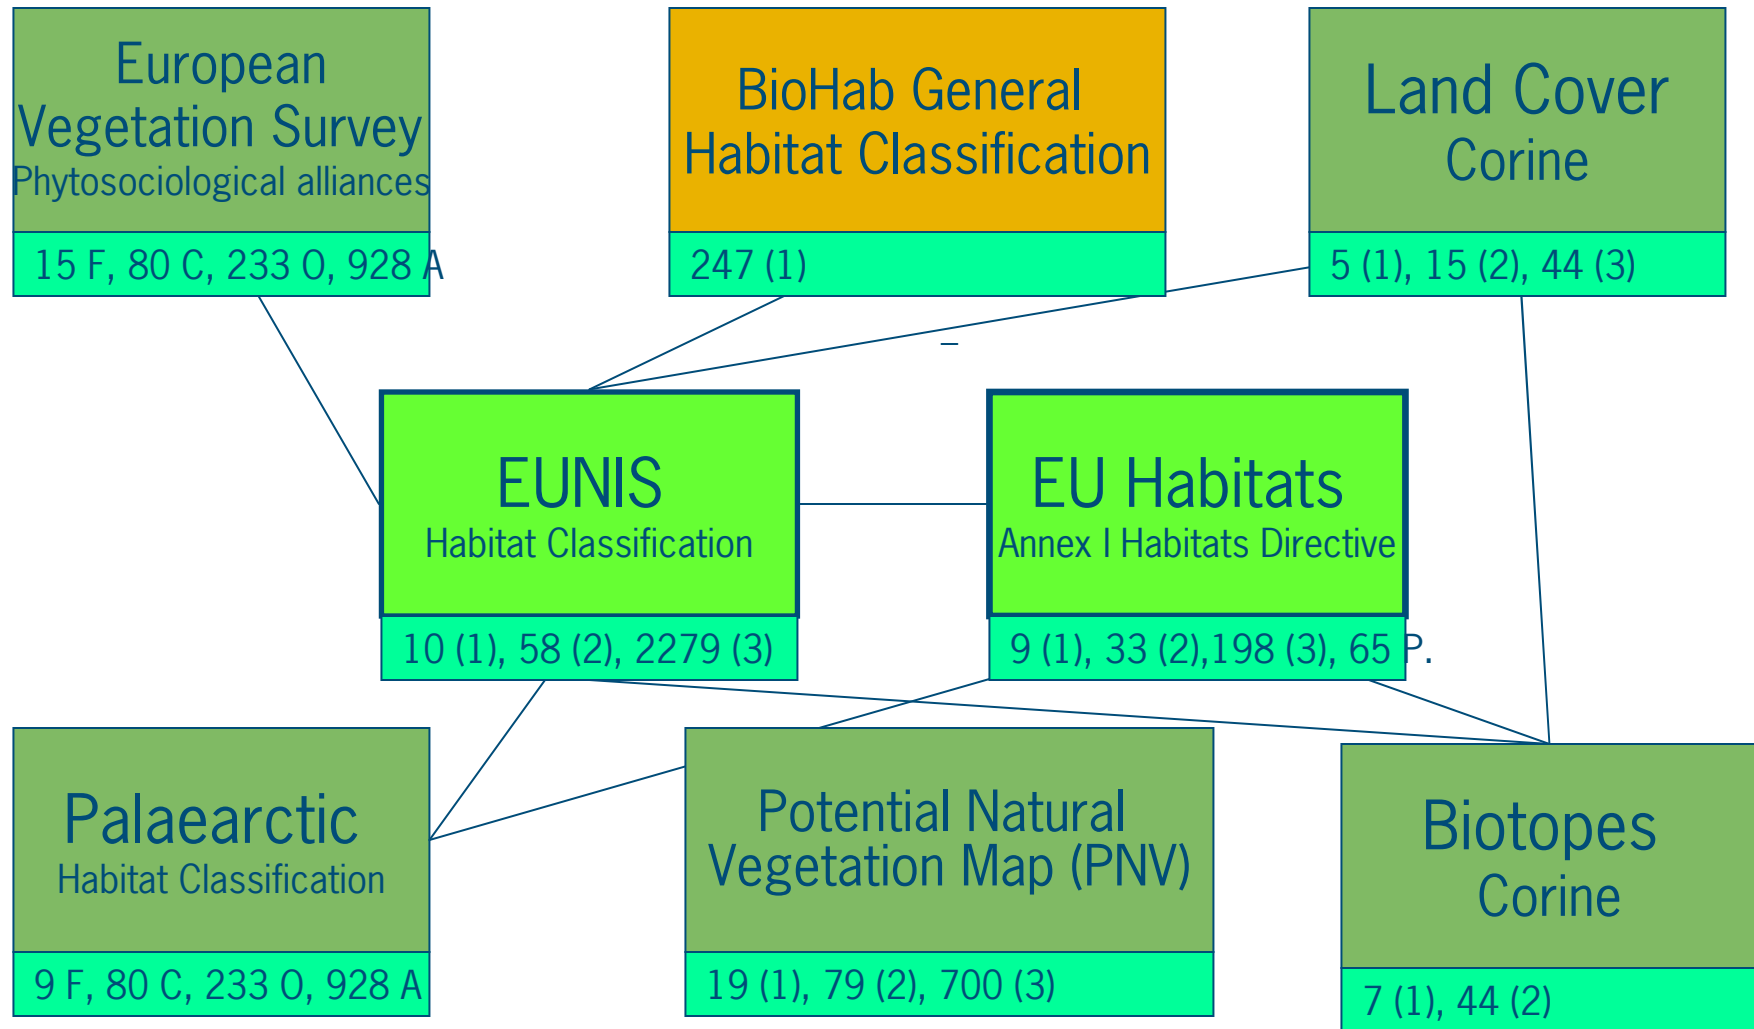 European
Vegetation Survey
Phytosociological alliances
15 F, 80 C, 233 O, 928 A
BioHab General
Habitat Classification
247 (1)
Land Cover
Corine
5 (1), 15 (2), 44 (3)
–
EUNIS
Habitat Classification
10 (1), 58 (2), 2279 (3)
EU Habitats
Annex I Habitats Directive
9 (1), 33 (2),198 (3), 65 P.
Palaearctic
Habitat Classification
9 F, 80 C, 233 O, 928 A
Potential Natural
Vegetation Map (PNV)
19 (1), 79 (2), 700 (3)
Biotopes
Corine
7 (1), 44 (2)